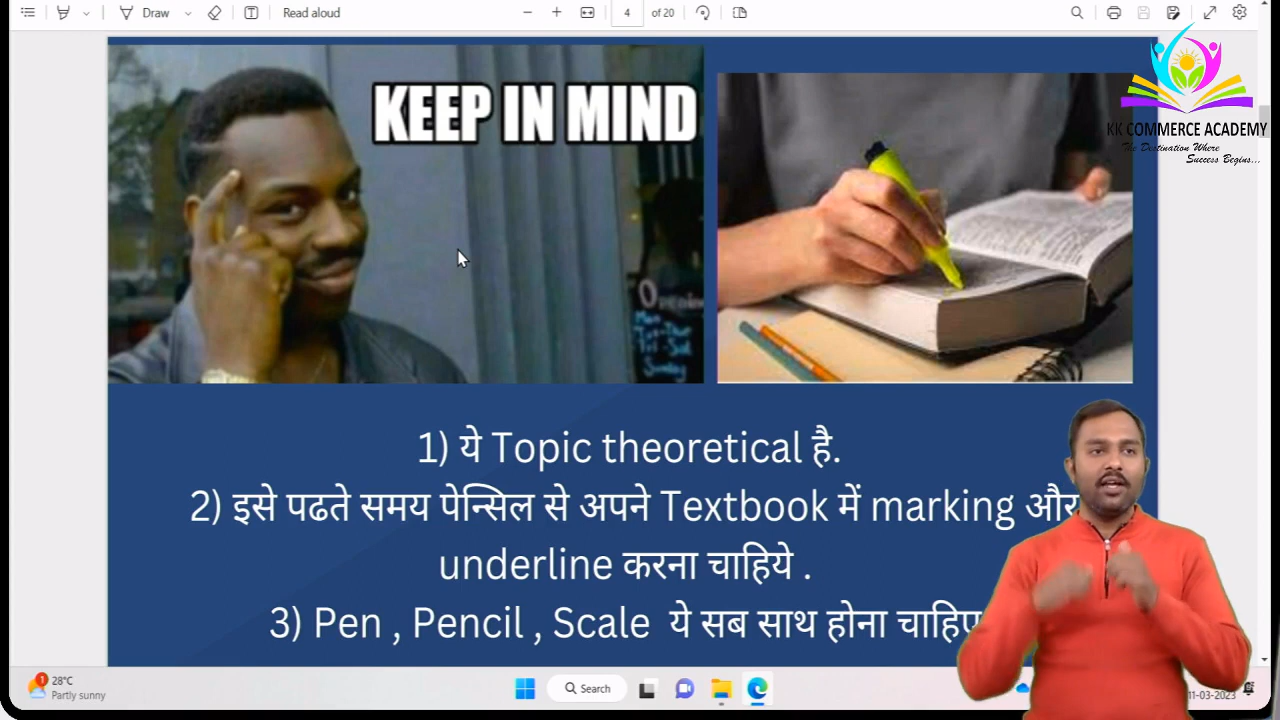 Draw
Read aloud
4 of 20
KEEP IN MIND
KK COMMERCE ACADEMY
The Destination Where
Success Begins...
1) ये Topic theoretical है.
2) इसे पढते समय पेन्सिल से अपने Textbook में marking और
underline करना चाहिये .
3) Pen , Pencil , Scale ये सब साथ होना चाहिए
1
28°C
Partly sunny
Search
11-03-2023